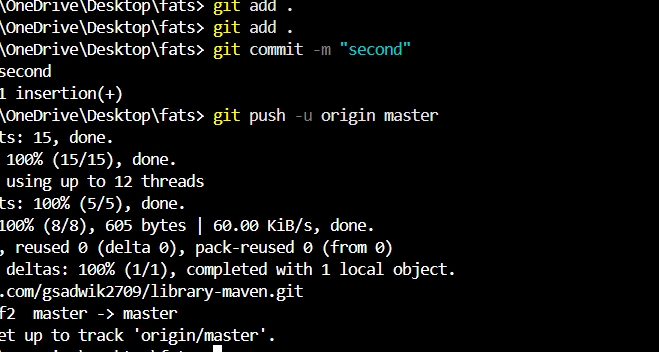 \OneDrive\Desktop\fats> git add .
\OneDrive\Desktop\fats> git add .
\OneDrive\Desktop\fats> git commit -m "second"
second
1 insertion(+)
\OneDrive\Desktop\fats> git push -u origin master
ts: 15, done.
100% (15/15), done.
using up to 12 threads
ts: 100% (5/5), done.
100% (8/8), 605 bytes | 60.00 KiB/s, done.
, reused 0 (delta 0), pack-reused 0 (from 0)
deltas: 100% (1/1), completed with 1 local object.
.com/gsadwik2709/library-maven.git
f2  master -> master
et up to track 'origin/master'.